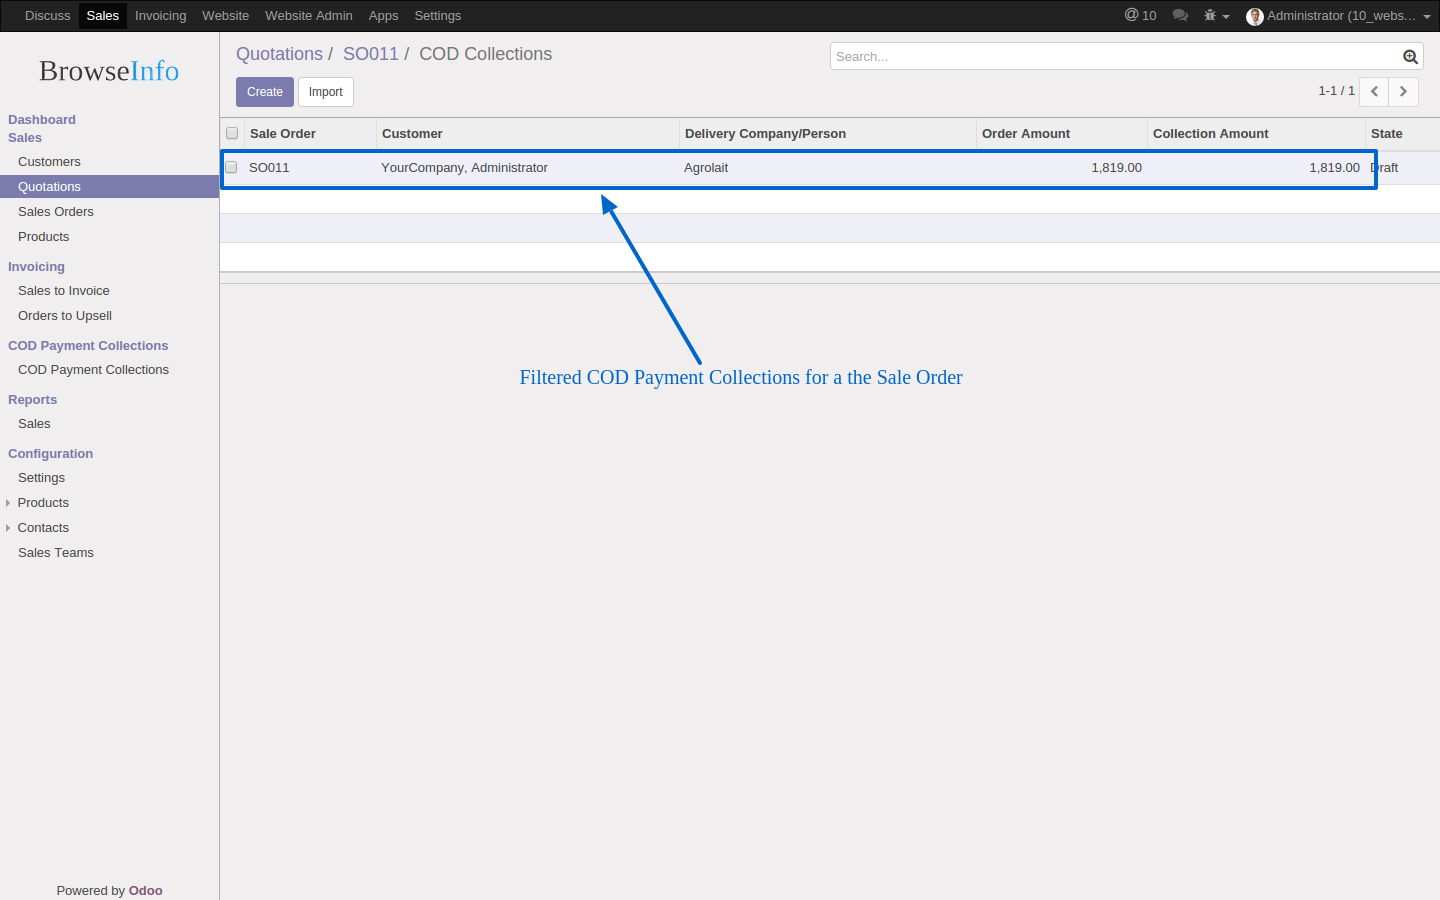 Discuss Sales Invoicing Website Website Admin Apps Settings @ 10 Administrator (10_webs...
BrowseInfo
Dashboard
Sales
Customers
Quotations
Sales Orders
Products
Invoicing
Sales to Invoice
Orders to Upsell
COD Payment Collections
COD Payment Collections
Reports
Sales
Configuration
Settings
Products
Contacts
Sales Teams
Powered by Odoo
Quotations / SO011 / COD Collections
Search...
Create Import
1-1 / 1
Sale Order Customer Delivery Company/Person Order Amount Collection Amount State
SO011 YourCompany, Administrator Agrolait 1,819.00 1,819.00 Draft
Filtered COD Payment Collections for a the Sale Order